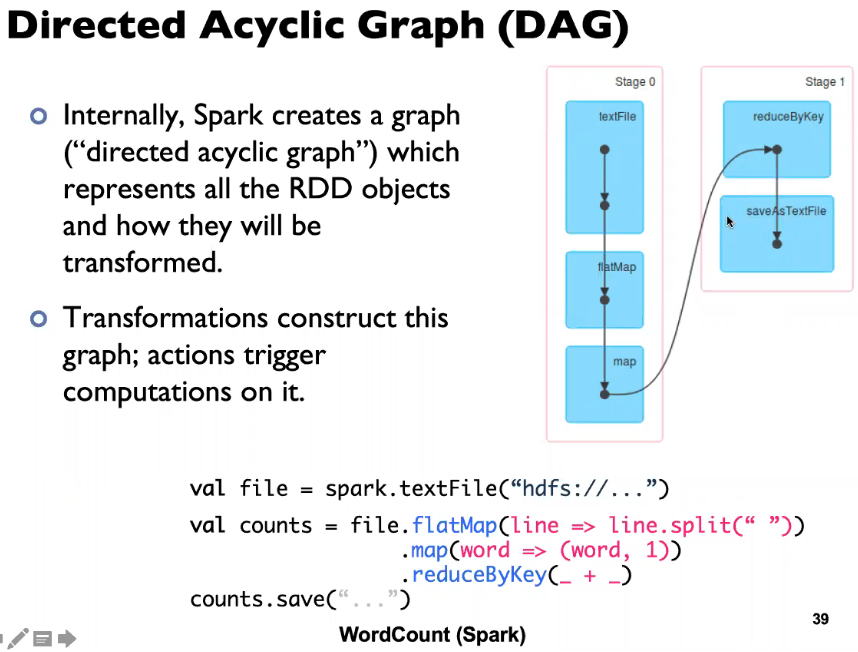 Directed Acyclic Graph (DAG)
Internally, Spark creates a graph
(“directed acyclic graph”) which
represents all the RDD objects
and how they will be
transformed.
Transformations construct this
graph; actions trigger
computations on it.
Stage 0
textFile
flatMap
map
Stage 1
reduceByKey
saveAsTextFile
val file = spark.textFile(“hdfs://...”)
val counts = file.flatMap(line => line.split(“ ”))
.map(word => (word, 1))
.reduceByKey(_ + _)
counts.save(“...”)
WordCount (Spark)
39